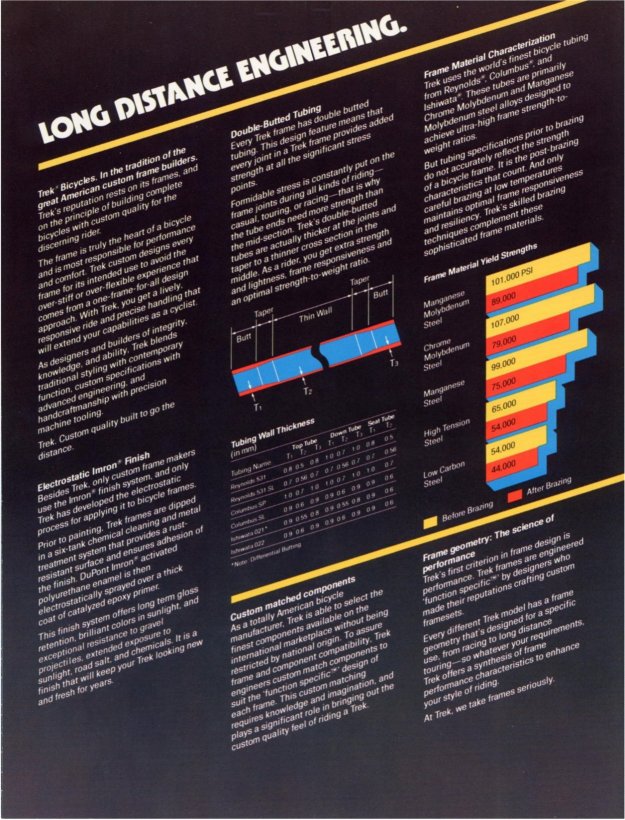 LONG DISTANCE ENGINEERING.
Trek® Bicycles. In the tradition of the
great American custom frame builders.
Trek's reputation rests on its frames, and
on the principle of building complete
bicycles with custom quality for the
discerning rider.
The frame is truly the heart of a bicycle
and is most responsible for performance
and comfort. Trek custom designs every
frame for its intended use to avoid the
over-stiff or over-flexible experience that
comes from a one-frame-for-all design
approach. With Trek, you get a lively,
responsive ride and precise handling that
will extend your capabilities as a cyclist.
As designers and builders of integrity,
knowledge, and ability, Trek blends
traditional styling with contemporary
function, custom specifications with
advanced engineering, and
handcraftmanship with precision
machine tooling.
Trek. Custom quality built to go the
distance.
Electrostatic Imron® Finish
Besides Trek, only custom frame makers
use the Imron® finish system, and only
Trek has developed the electrostatic
process for applying it to bicycle frames.
Prior to painting, Trek frames are dipped
in a six-tank chemical cleaning and metal
treatment system that provides a rust-
resistant surface and ensures adhesion of
the finish. DuPont Imron® activated
polyurethane enamel is then
electrostatically sprayed over a thick
coat of catalyzed epoxy primer.
This finish system offers long term gloss
retention, brilliant colors in sunlight, and
exceptional resistance to gravel
projectiles, extended exposure to
sunlight, road salt, and chemicals. It is a
finish that will keep your Trek looking new
and fresh for years.
Double-Butted Tubing
Every Trek frame has double butted
tubing. This design feature means that
every joint in a Trek frame provides added
strength at all the significant stress
points.
Formidable stress is constantly put on the
frame joints during all kinds of riding—
casual, touring, or racing—that is why
the tube ends need more strength than
the mid-section. Trek's double-butted
tubes are actually thicker at the joints and
taper to a thinner cross section in the
middle. As a rider, you get extra strength
and lightness, frame responsiveness and
an optimal strength-to-weight ratio.
Butt
Taper
Thin Wall
Taper
Butt
T1
T2
T3
Tubing Wall Thickness
(in mm)
Top Tube Down Tube Seat Tube
Tubing Name T1 T2 T1 T1 T2 T1 T1 T2
Reynolds 531 0.8 0.5 0.8 1.0 0.7 1.0 0.8 0.5
Reynolds 531 SL 0.7 0.56 0.7 0.7 0.56 0.7 0.7 0.56
Columbus SP 1.0 0.7 1.0 1.0 0.7 1.0 1.0 0.7
Columbus SL 0.9 0.6 0.9 0.9 0.6 0.9 0.9 0.6
Ishiwata 021* 0.9 0.55 0.8 0.9 0.55 0.8 0.9
Ishiwata 022 0.9 0.6 0.9 0.9 0.6 0.9 0.9 0.6
*Note: Differential Butting
Custom matched components
As a totally American bicycle
manufacturer, Trek is able to select the
finest components available on the
international marketplace without being
restricted by national origin. To assure
frame and component compatibility, Trek
engineers custom match components to
suit the "function specific"℠ design of
each frame. This custom matching
requires knowledge and imagination, and
plays a significant role in bringing out the
custom quality feel of riding a Trek.
Frame Material Characterization
Trek uses the world's finest bicycle tubing
from Reynolds®, Columbus®, and
Ishiwata®. These tubes are primarily
Chrome Molybdenum and Manganese
Molybdenum steel alloys designed to
achieve ultra-high frame strength-to-
weight ratios.
But tubing specifications prior to brazing
do not accurately reflect the strength
of a bicycle frame. It is the post-brazing
characteristics that count. And only
careful brazing at low temperatures
maintains optimal frame responsiveness
and resiliency. Trek's skilled brazing
techniques complement these
sophisticated frame materials.
Frame Material Yield Strengths
Manganese
Molybdenum
Steel
101,000 PSI
89,000
Chrome
Molybdenum
Steel
107,000
79,000
Manganese
Steel
99,000
75,000
High Tension
Steel
65,000
54,000
Low Carbon
Steel
54,000
44,000
Before Brazing
After Brazing
Frame geometry: The science of
performance
Trek's first criterion in frame design is
performance. Trek frames are engineered
"function specific"℠ by designers who
made their reputations crafting custom
framesets.
Every different Trek model has a frame
geometry that's designed for a specific
use, from racing to long distance
touring—so whatever your requirements,
Trek offers a synthesis of frame
performance characteristics to enhance
your style of riding.
At Trek, we take frames seriously.